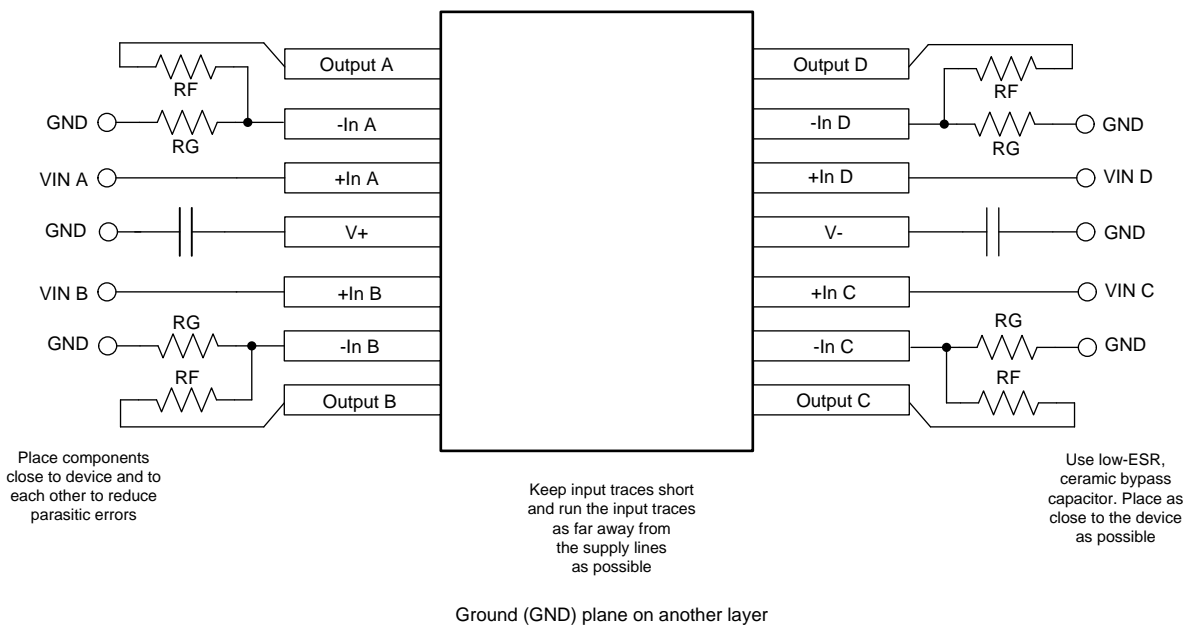 Output A
Output D
RF
RF
GND
-In A
-In D
GND
RG
RG
VIN A
+In A
+In D
VIN D
GND
V+
V-
GND
VIN B
+In B
+In C
VIN C
RG
RG
GND
-In B
-In C
GND
RF
RF
Output B
Output C
Place components
close to device and to
each other to reduce
parasitic errors
Keep input traces short
and run the input traces
as far away from
the supply lines
as possible
Use low-ESR,
ceramic bypass
capacitor. Place as
close to the device
as possible
Ground (GND) plane on another layer